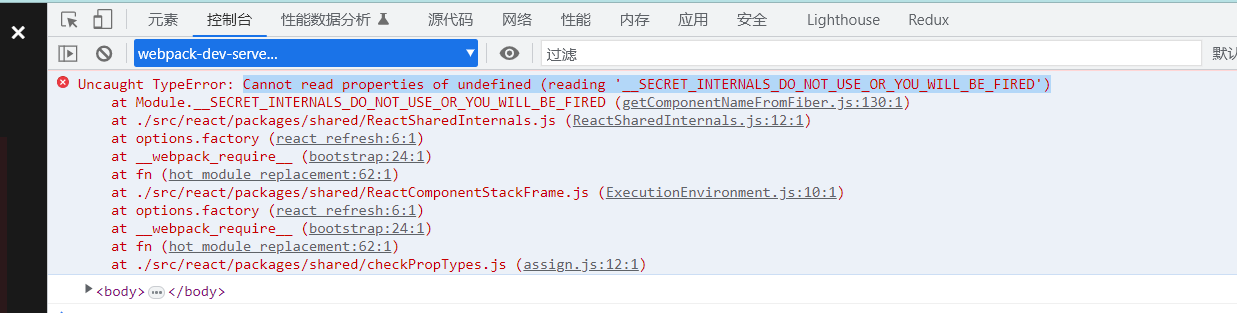 元素 控制台 性能数据分析 源代码 网络 性能 内存 应用 安全 Lighthouse Redux
webpack-dev-serve... 过滤 默认
Uncaught TypeError: Cannot read properties of undefined (reading '__SECRET_INTERNALS_DO_NOT_USE_OR_YOU_WILL_BE_FIRED')
at Module.__SECRET_INTERNALS_DO_NOT_USE_OR_YOU_WILL_BE_FIRED (getComponentNameFromFiber.js:130:1)
at ./src/react/packages/shared/ReactSharedInternals.js (ReactSharedInternals.js:12:1)
at options.factory (react refresh:6:1)
at __webpack_require__ (bootstrap:24:1)
at fn (hot module replacement:62:1)
at ./src/react/packages/shared/ReactComponentStackFrame.js (ExecutionEnvironment.js:10:1)
at options.factory (react refresh:6:1)
at __webpack_require__ (bootstrap:24:1)
at fn (hot module replacement:62:1)
at ./src/react/packages/shared/checkPropTypes.js (assign.js:12:1)
<body>…</body>